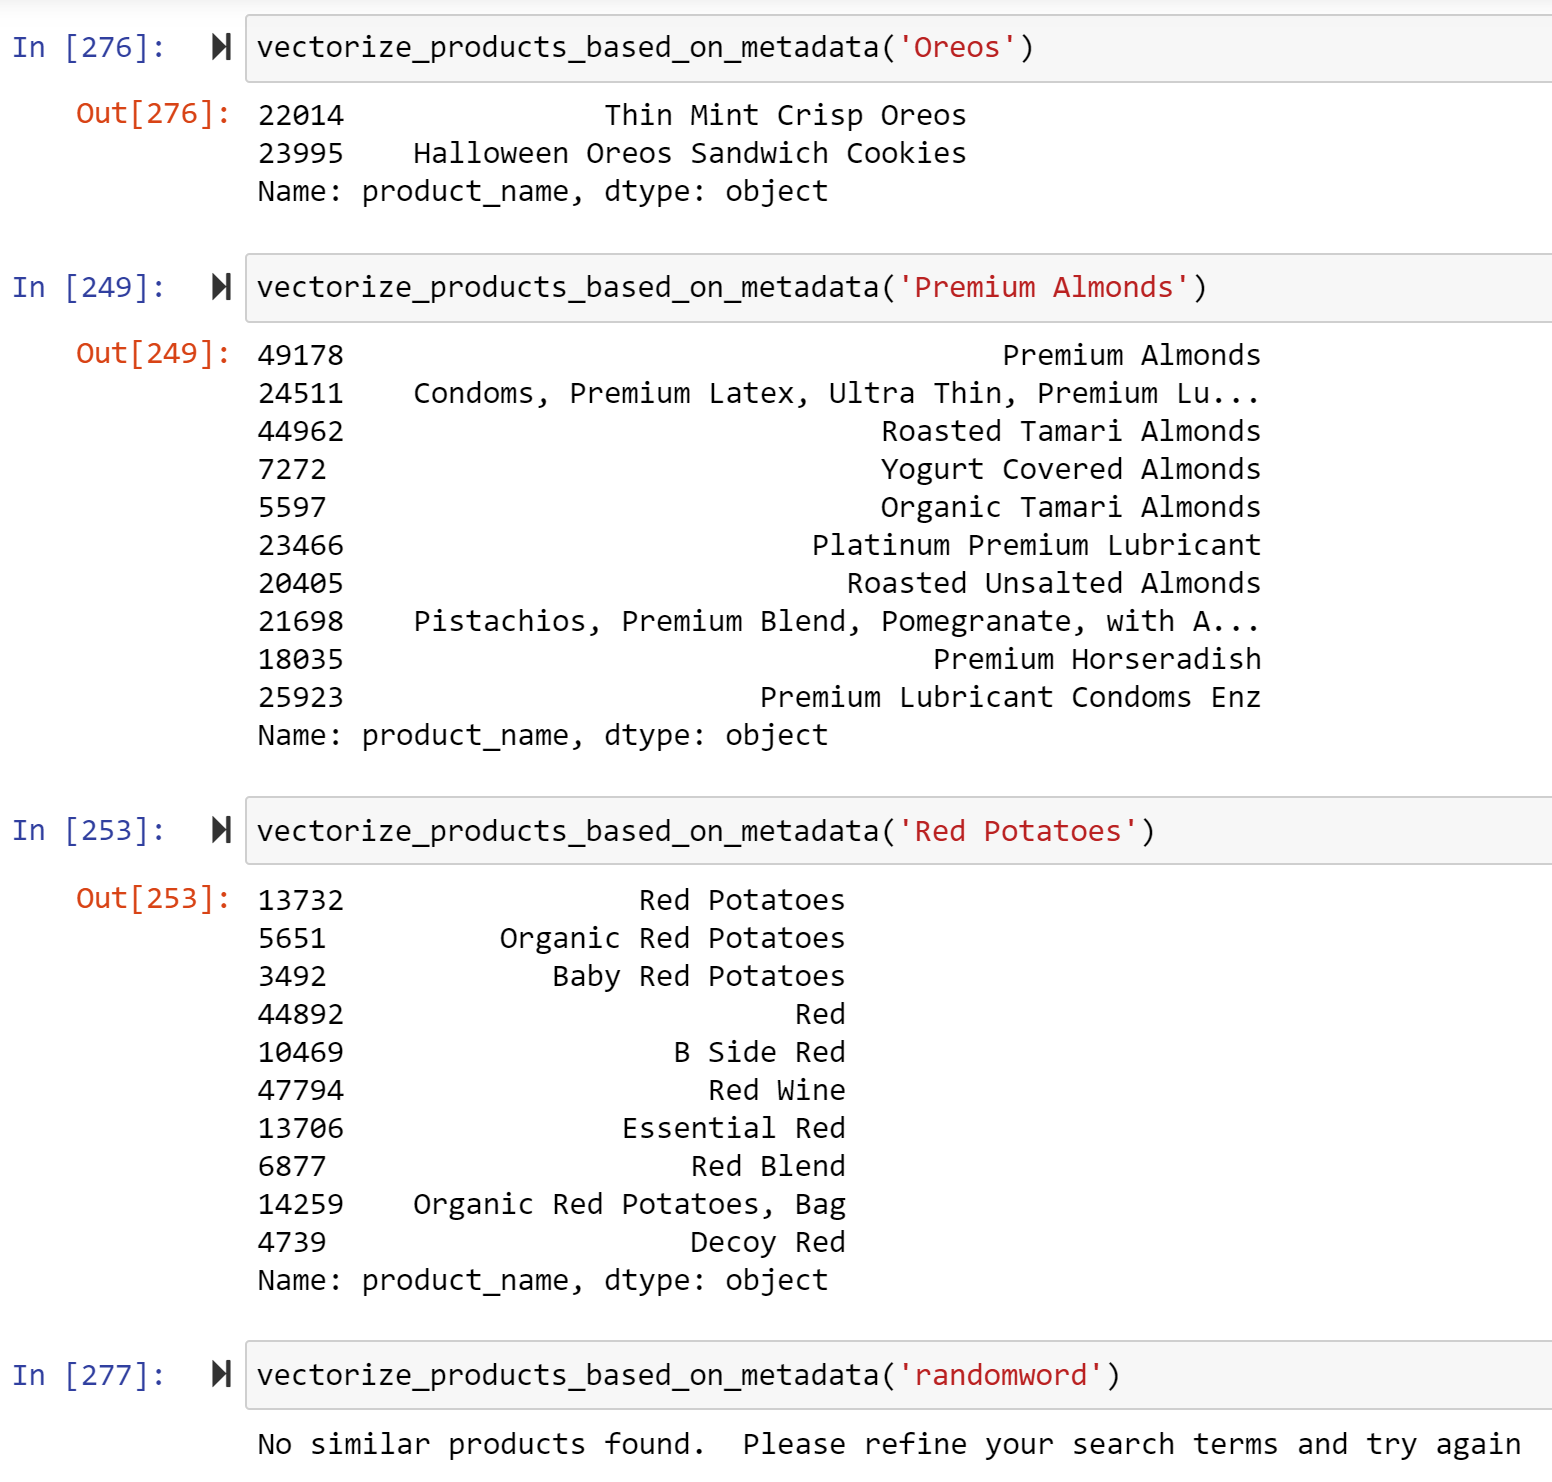 In [276]: vectorize_products_based_on_metadata('Oreos')
Out[276]: 22014 Thin Mint Crisp Oreos
23995 Halloween Oreos Sandwich Cookies
Name: product_name, dtype: object
In [249]: vectorize_products_based_on_metadata('Premium Almonds')
Out[249]: 49178 Premium Almonds
24511 Condoms, Premium Latex, Ultra Thin, Premium Lu...
44962 Roasted Tamari Almonds
7272 Yogurt Covered Almonds
5597 Organic Tamari Almonds
23466 Platinum Premium Lubricant
20405 Roasted Unsalted Almonds
21698 Pistachios, Premium Blend, Pomegranate, with A...
18035 Premium Horseradish
25923 Premium Lubricant Condoms Enz
Name: product_name, dtype: object
In [253]: vectorize_products_based_on_metadata('Red Potatoes')
Out[253]: 13732 Red Potatoes
5651 Organic Red Potatoes
3492 Baby Red Potatoes
44892 Red
10469 B Side Red
47794 Red Wine
13706 Essential Red
6877 Red Blend
14259 Organic Red Potatoes, Bag
4739 Decoy Red
Name: product_name, dtype: object
In [277]: vectorize_products_based_on_metadata('randomword')
No similar products found.  Please refine your search terms and try again